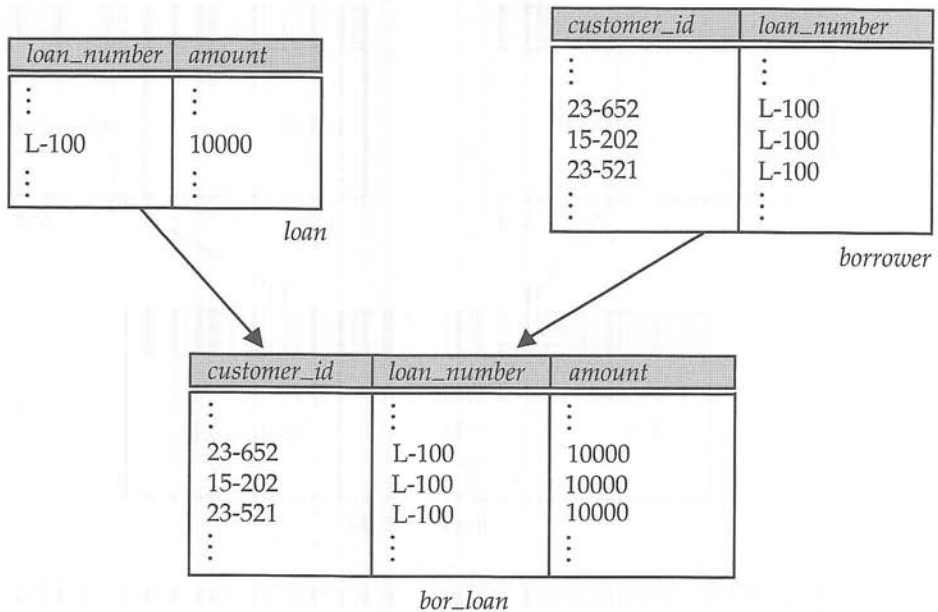 loan_number amount
⋮ ⋮
L-100 10000
⋮ ⋮
loan
customer_id loan_number
⋮ ⋮
23-652 L-100
15-202 L-100
23-521 L-100
⋮ ⋮
borrower
customer_id loan_number amount
⋮ ⋮ ⋮
23-652 L-100 10000
15-202 L-100 10000
23-521 L-100 10000
⋮ ⋮ ⋮
bor_loan